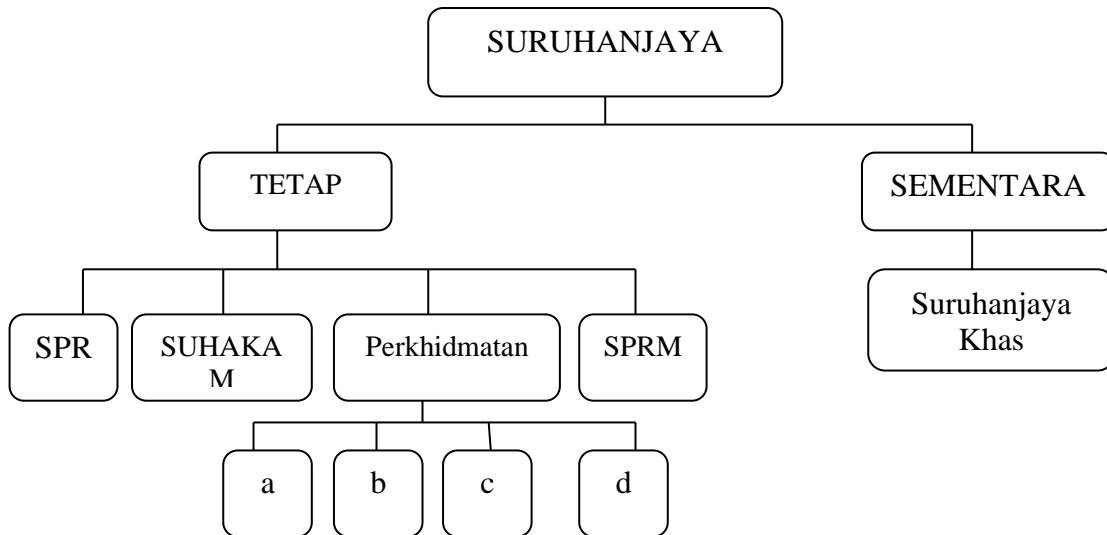 SURUHANJAYA
TETAP
SEMENTARA
SPR
SUHAKA
M
Perkhidmatan
SPRM
Suruhanjaya
Khas
a
b
c
d